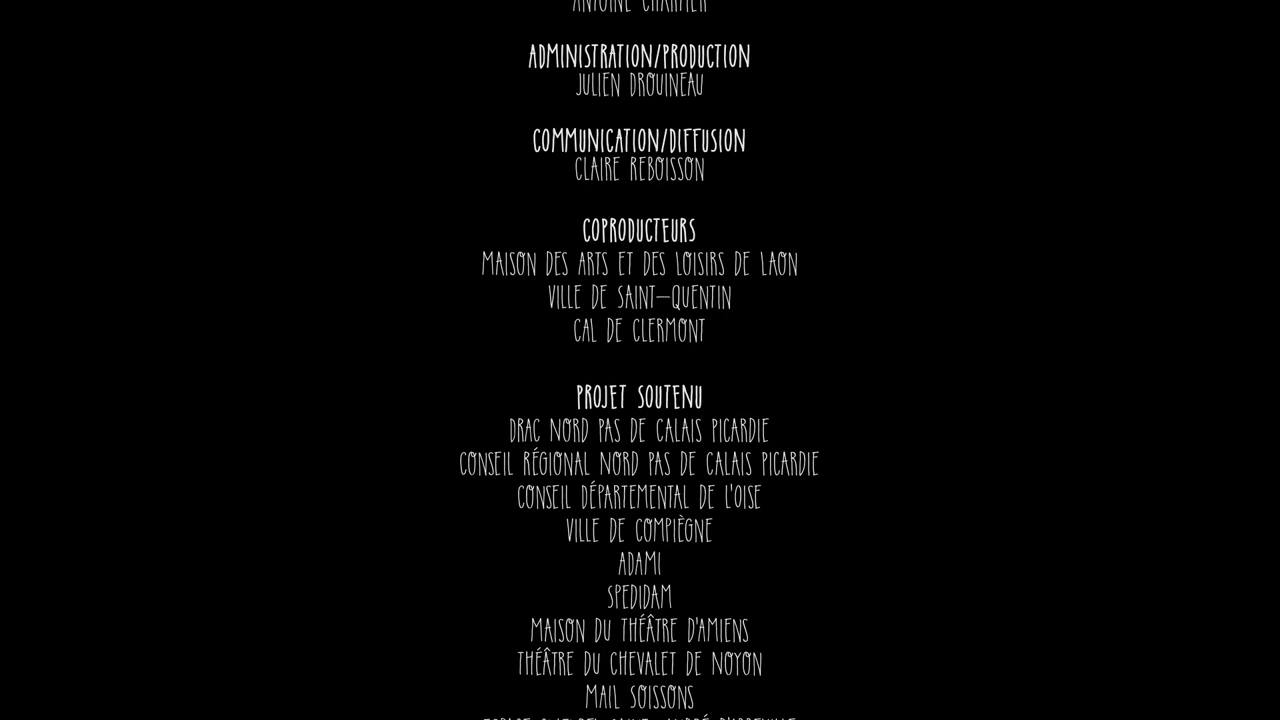 ANTOINE
ADMINISTRATION/PRODUCTION
JULIEN DROUINEAU
COMMUNICATION/DIFFUSION
CLAIRE REBOISSON
COPRODUCTEURS
MAISON DES ARTS ET DES LOISIRS DE LAON
VILLE DE SAINT-QUENTIN
CAL DE CLERMONT
PROJET SOUTENU
DRAC NORD PAS DE CALAIS PICARDIE
CONSEIL RÉGIONAL NORD PAS DE CALAIS PICARDIE
CONSEIL DÉPARTEMENTAL DE L'OISE
VILLE DE COMPIÈGNE
ADAMI
SPEDIDAM
MAISON DU THÉÂTRE D'AMIENS
THÉÂTRE DU CHEVALET DE NOYON
MAIL SOISSONS